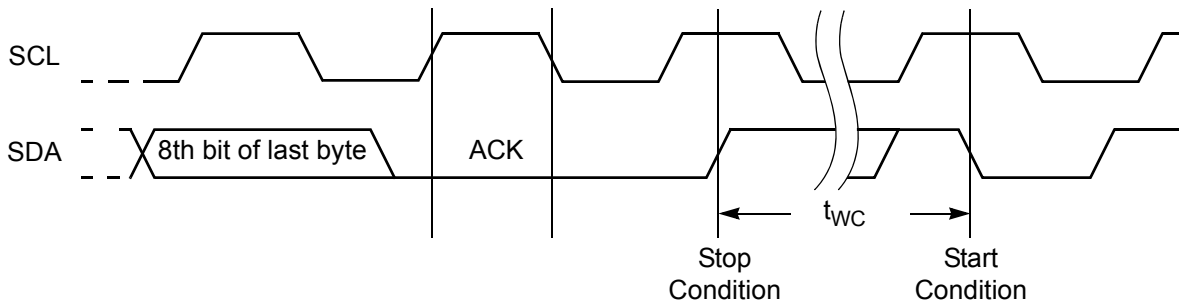 SCL
SDA
8th bit of last byte
ACK
tWC
Stop
Condition
Start
Condition